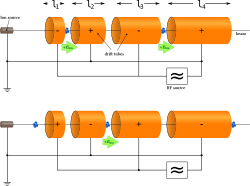 l₁ l₂ l₃ l₄
Ion source
beam
- + - +
drift tubes
RF source
+ - + -